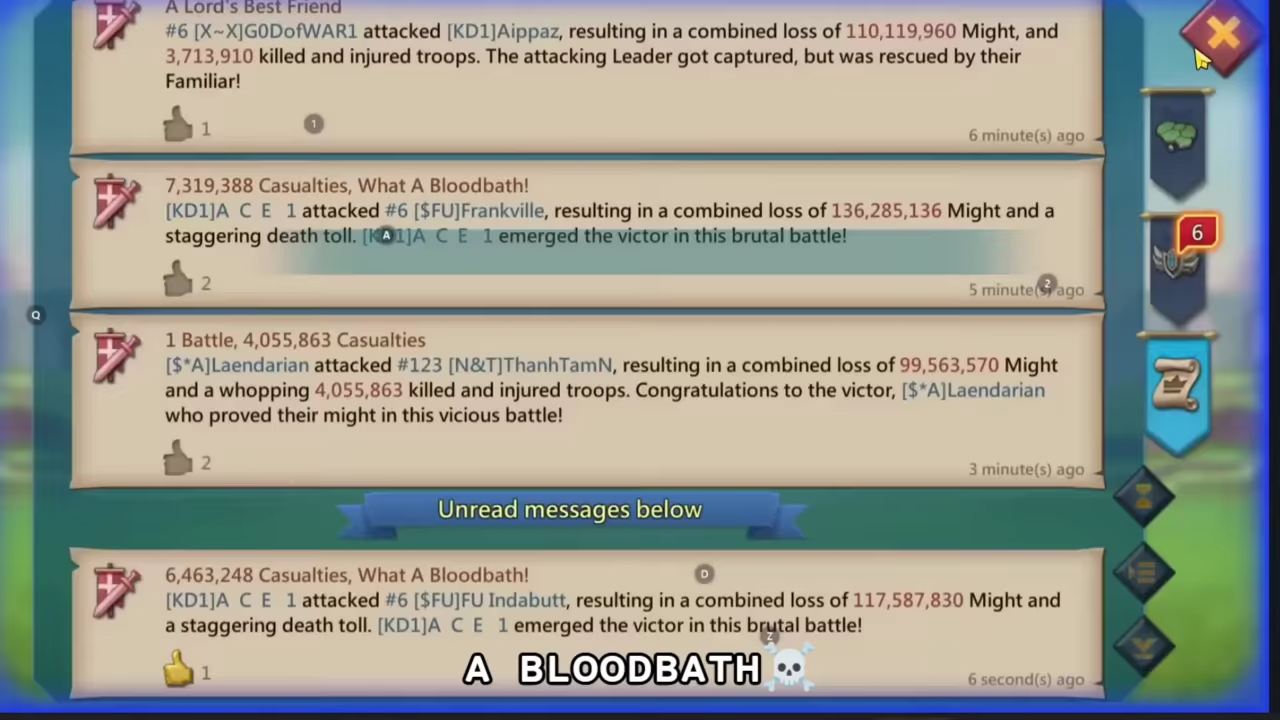 A Lord's Best Friend
#6 [X~X]G0DofWAR1 attacked [KD1]Aippaz, resulting in a combined loss of 110,119,960 Might, and
3,713,910 killed and injured troops. The attacking Leader got captured, but was rescued by their
Familiar!
1
1
6 minute(s) ago
7,319,388 Casualties, What A Bloodbath!
[KD1]A C E 1 attacked #6 [$FU]Frankville, resulting in a combined loss of 136,285,136 Might and a
staggering death toll. [KD1]A C E 1 emerged the victor in this brutal battle!
A
6
2
2
5 minute(s) ago
Q
1 Battle, 4,055,863 Casualties
[$*A]Laendarian attacked #123 [N&T]ThanhTamN, resulting in a combined loss of 99,563,570 Might
and a whopping 4,055,863 killed and injured troops. Congratulations to the victor, [$*A]Laendarian
who proved their might in this vicious battle!
2
3 minute(s) ago
Unread messages below
6,463,248 Casualties, What A Bloodbath!
D
[KD1]A C E 1 attacked #6 [$FU]FU Indabutt, resulting in a combined loss of 117,587,830 Might and
a staggering death toll. [KD1]A C E 1 emerged the victor in this brutal battle!
Z
1
A BLOODBATH☠️
6 second(s) ago